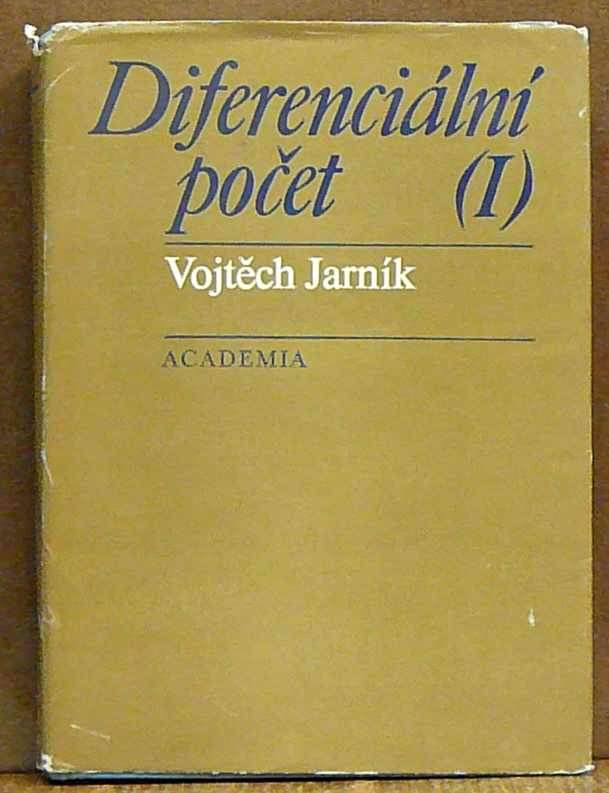 Diferenciální
počet (I)
Vojtěch Jarník
ACADEMIA